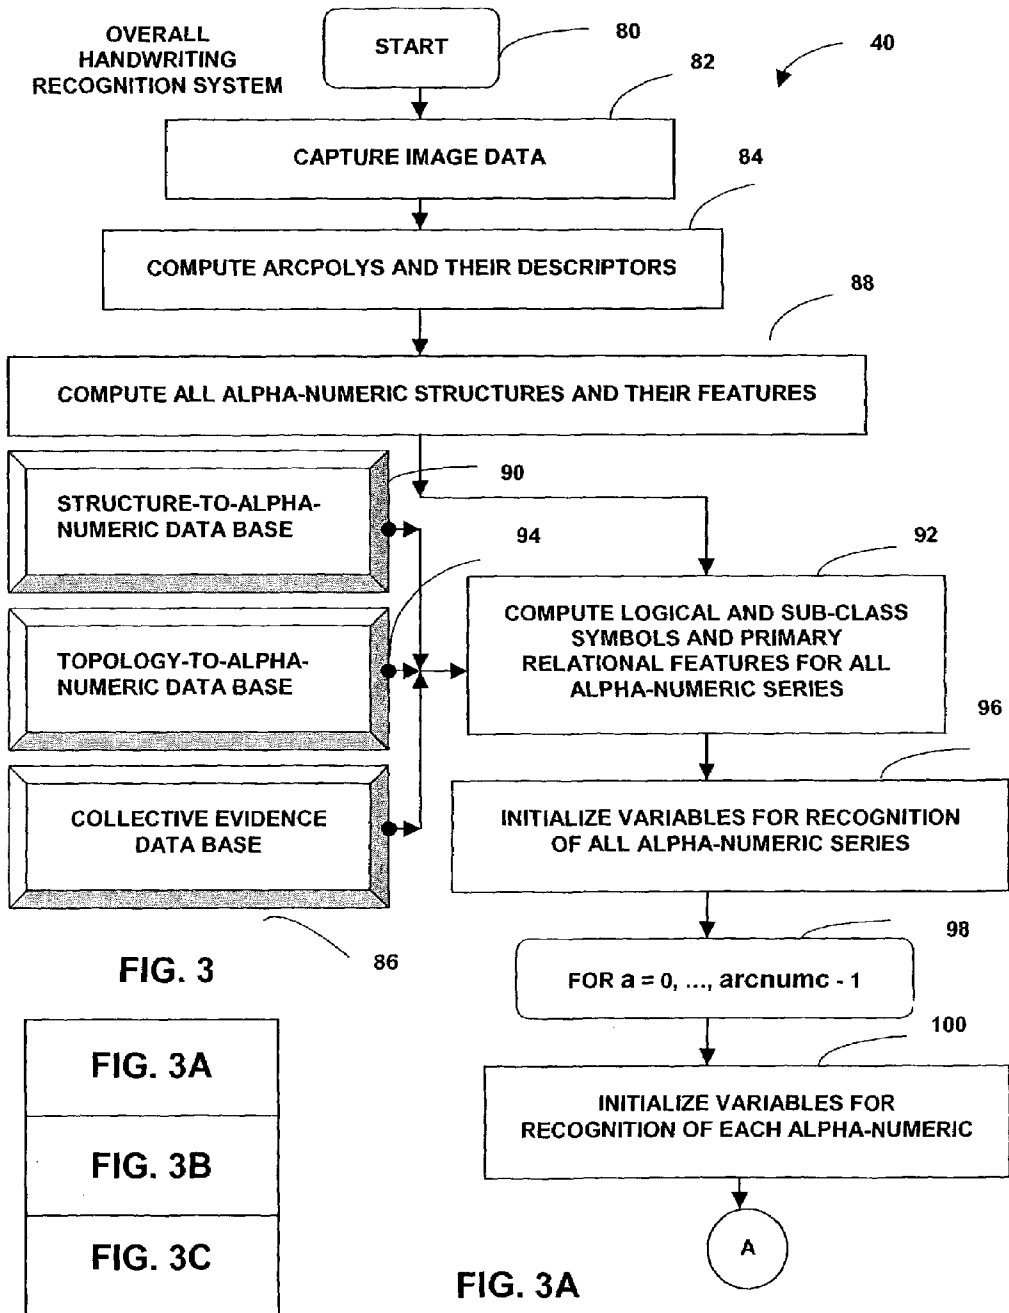 OVERALL
HANDWRITING
RECOGNITION SYSTEM
START
80
40
82
CAPTURE IMAGE DATA
84
COMPUTE ARCPOLYS AND THEIR DESCRIPTORS
88
COMPUTE ALL ALPHA-NUMERIC STRUCTURES AND THEIR FEATURES
90
STRUCTURE-TO-ALPHA-
NUMERIC DATA BASE
94
92
COMPUTE LOGICAL AND SUB-CLASS
SYMBOLS AND PRIMARY
RELATIONAL FEATURES FOR ALL
ALPHA-NUMERIC SERIES
TOPOLOGY-TO-ALPHA-
NUMERIC DATA BASE
96
COLLECTIVE EVIDENCE
DATA BASE
INITIALIZE VARIABLES FOR RECOGNITION
OF ALL ALPHA-NUMERIC SERIES
86
98
FIG. 3
FOR a = 0, ..., arcnumc - 1
100
FIG. 3A
FIG. 3B
FIG. 3C
INITIALIZE VARIABLES FOR
RECOGNITION OF EACH ALPHA-NUMERIC
A
FIG. 3A